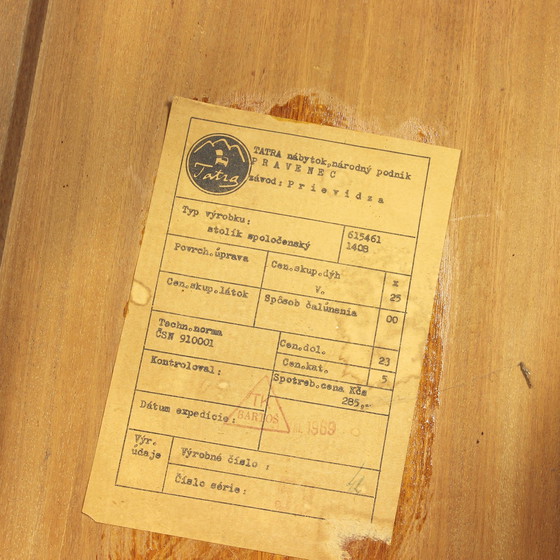 Tatra
TATRA nábytok,národný podnik
PRAVENEC
závod: Prievidza
Typ výrobku:
stolík spoločenský
615461
1408
Povrch.úprava
Cen.skup.dýh
x
V.
25
Cen.skup.látok
Spôsob čalúnenia
00
Techn.norma
ČSN 910001
Cen.dol.
23
Cen.kat.
5
Kontroloval:
Spotreb.cena Kčs
285,-
BARTOŠ
Dátum expedície:
1969
Výr.
údaje
Výrobné číslo :
Číslo série: